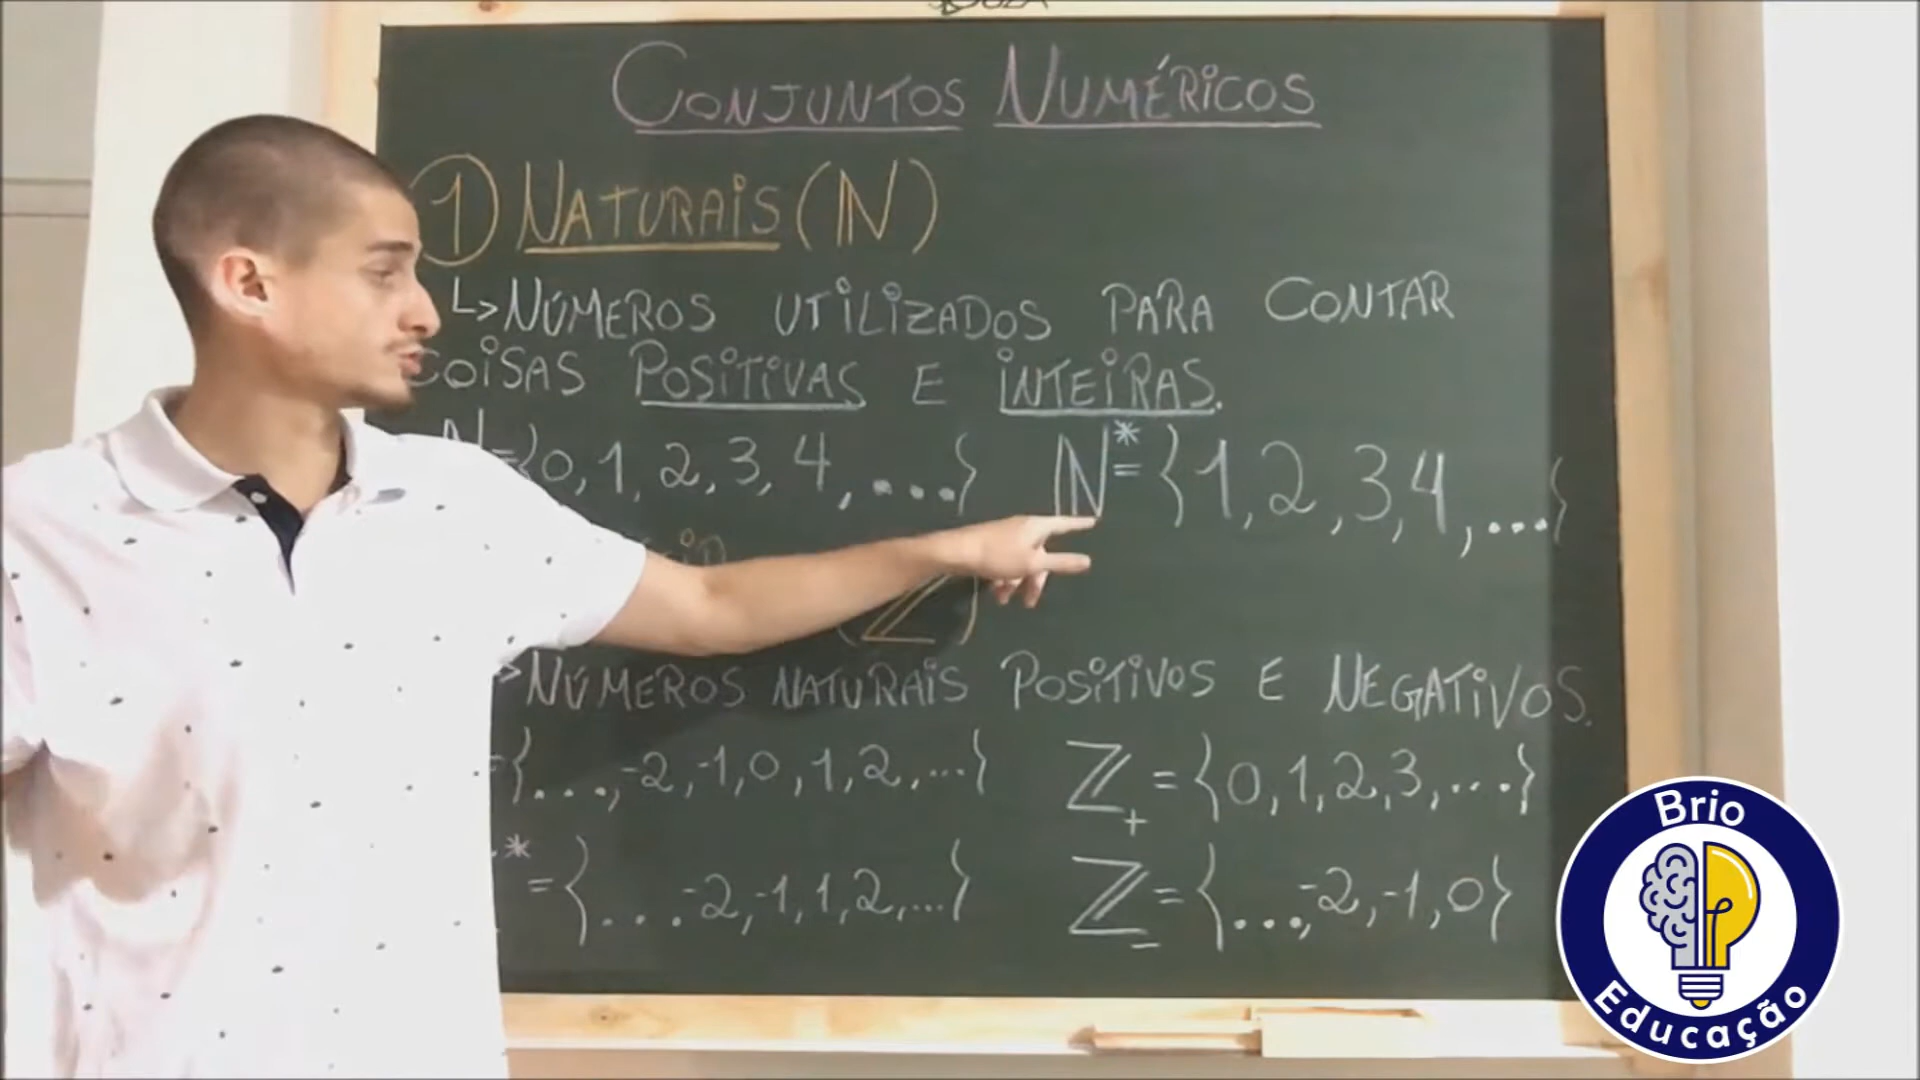 CONJUNTOS NUMÉRICOS
1) NATURAIS (ℕ)
↳ NÚMEROS UTILIZADOS PARA CONTAR
COISAS POSITIVAS E INTEIRAS.
ℕ={0,1,2,3,4,...} ℕ*={1,2,3,4,...}
(ℤ)
NÚMEROS NATURAIS POSITIVOS E NEGATIVOS.
={...,-2,-1,0,1,2,...} ℤ₊={0,1,2,3,...}
*={...-2,-1,1,2,...} ℤ₋={...,-2,-1,0}
Brio
Educação